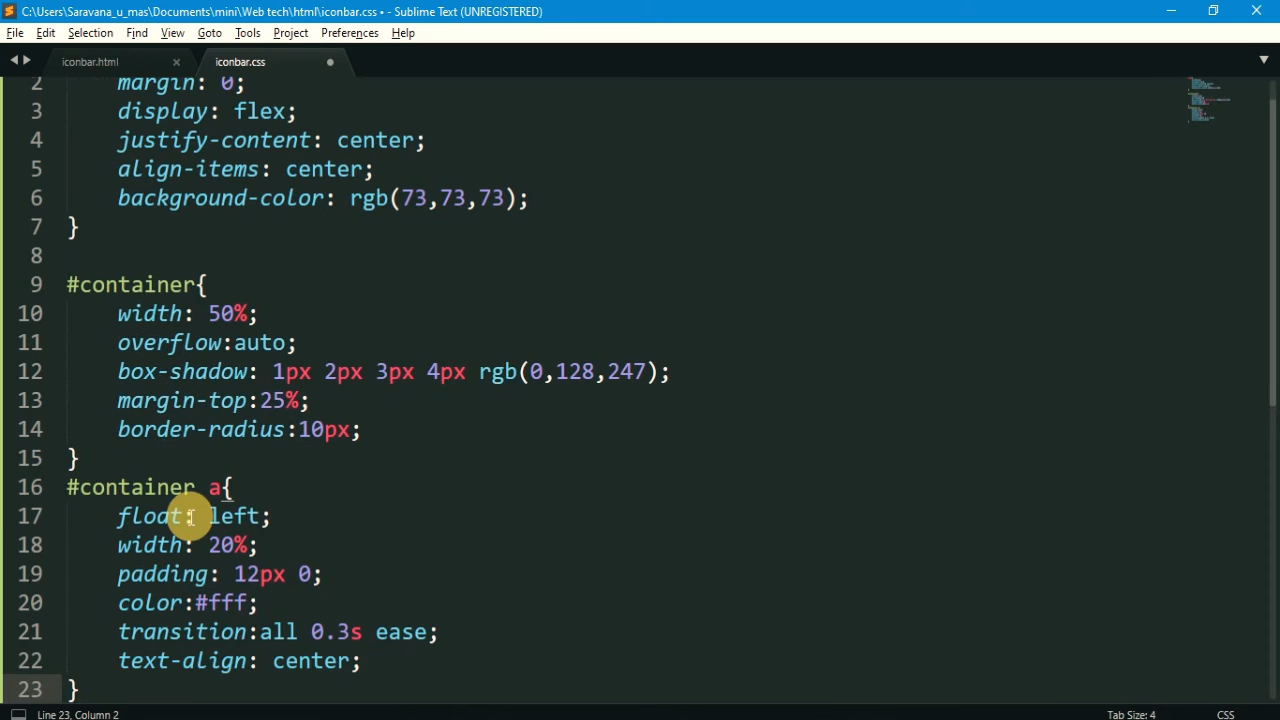 C:\Users\Saravana_u_mas\Documents\mini\Web tech\html\iconbar.css • - Sublime Text (UNREGISTERED)
File Edit Selection Find View Goto Tools Project Preferences Help
iconbar.html × iconbar.css
2 margin: 0;
3 display: flex;
4 justify-content: center;
5 align-items: center;
6 background-color: rgb(73,73,73);
7 }
8
9 #container{
10 width: 50%;
11 overflow:auto;
12 box-shadow: 1px 2px 3px 4px rgb(0,128,247);
13 margin-top:25%;
14 border-radius:10px;
15 }
16 #container a{
17 float: left;
18 width: 20%;
19 padding: 12px 0;
20 color:#fff;
21 transition:all 0.3s ease;
22 text-align: center;
23 }
Line 23, Column 2 Tab Size: 4 CSS